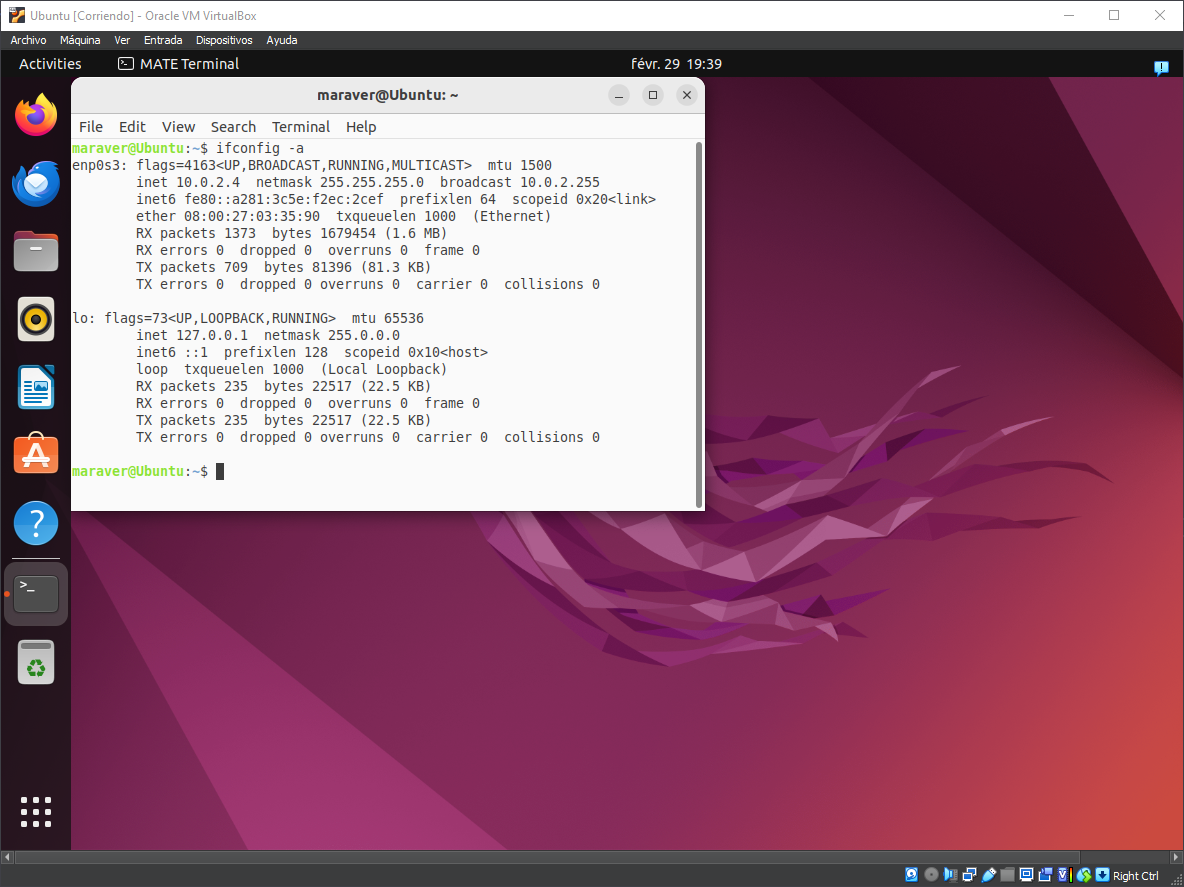 Ubuntu [Corriendo] - Oracle VM VirtualBox
Archivo Máquina Ver Entrada Dispositivos Ayuda
Activities MATE Terminal févr. 29 19:39
maraver@Ubuntu: ~
File Edit View Search Terminal Help
maraver@Ubuntu:~$ ifconfig -a
enp0s3: flags=4163<UP,BROADCAST,RUNNING,MULTICAST>  mtu 1500
        inet 10.0.2.4  netmask 255.255.255.0  broadcast 10.0.2.255
        inet6 fe80::a281:3c5e:f2ec:2cef  prefixlen 64  scopeid 0x20<link>
        ether 08:00:27:03:35:90  txqueuelen 1000  (Ethernet)
        RX packets 1373  bytes 1679454 (1.6 MB)
        RX errors 0  dropped 0  overruns 0  frame 0
        TX packets 709  bytes 81396 (81.3 KB)
        TX errors 0  dropped 0 overruns 0  carrier 0  collisions 0
lo: flags=73<UP,LOOPBACK,RUNNING>  mtu 65536
        inet 127.0.0.1  netmask 255.0.0.0
        inet6 ::1  prefixlen 128  scopeid 0x10<host>
        loop  txqueuelen 1000  (Local Loopback)
        RX packets 235  bytes 22517 (22.5 KB)
        RX errors 0  dropped 0  overruns 0  frame 0
        TX packets 235  bytes 22517 (22.5 KB)
        TX errors 0  dropped 0 overruns 0  carrier 0  collisions 0
maraver@Ubuntu:~$
Right Ctrl